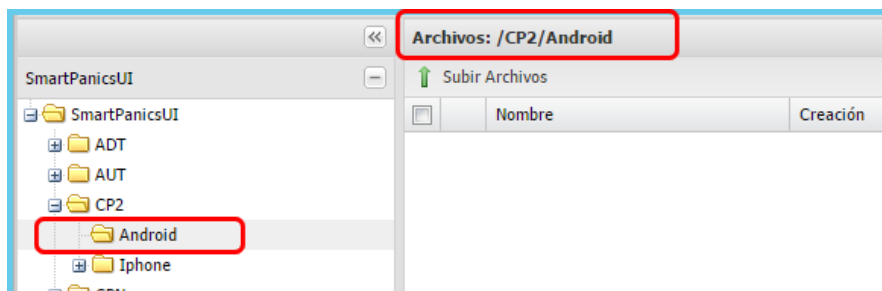 Archivos: /CP2/Android
SmartPanicsUI
Subir Archivos
SmartPanicsUI
Nombre
Creación
ADT
AUT
CP2
Android
Iphone